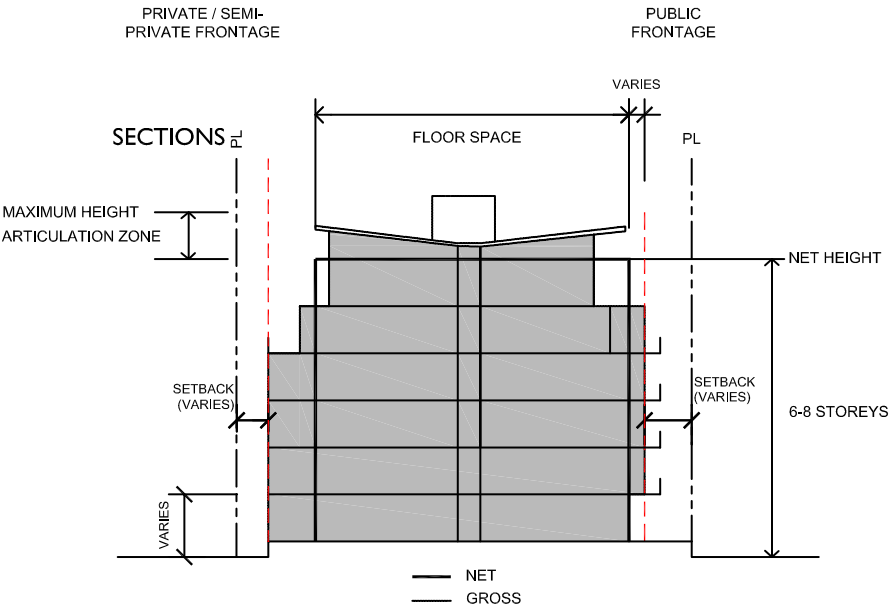 PRIVATE / SEMI-
PRIVATE FRONTAGE
PUBLIC
FRONTAGE
VARIES
SECTIONS
PL
FLOOR SPACE
PL
MAXIMUM HEIGHT
ARTICULATION ZONE
NET HEIGHT
SETBACK
(VARIES)
SETBACK
(VARIES)
6-8 STOREYS
VARIES
NET
GROSS